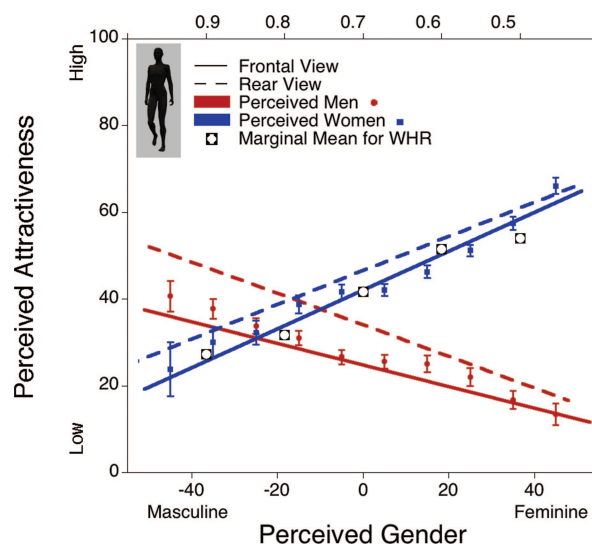 0.9 0.8 0.7 0.6 0.5
100
High
Frontal View
Rear View
Perceived Men
Perceived Women
Marginal Mean for WHR
80
60
40
20
Low
0
Perceived Attractiveness
-40 -20 0 20 40
Masculine Feminine
Perceived Gender